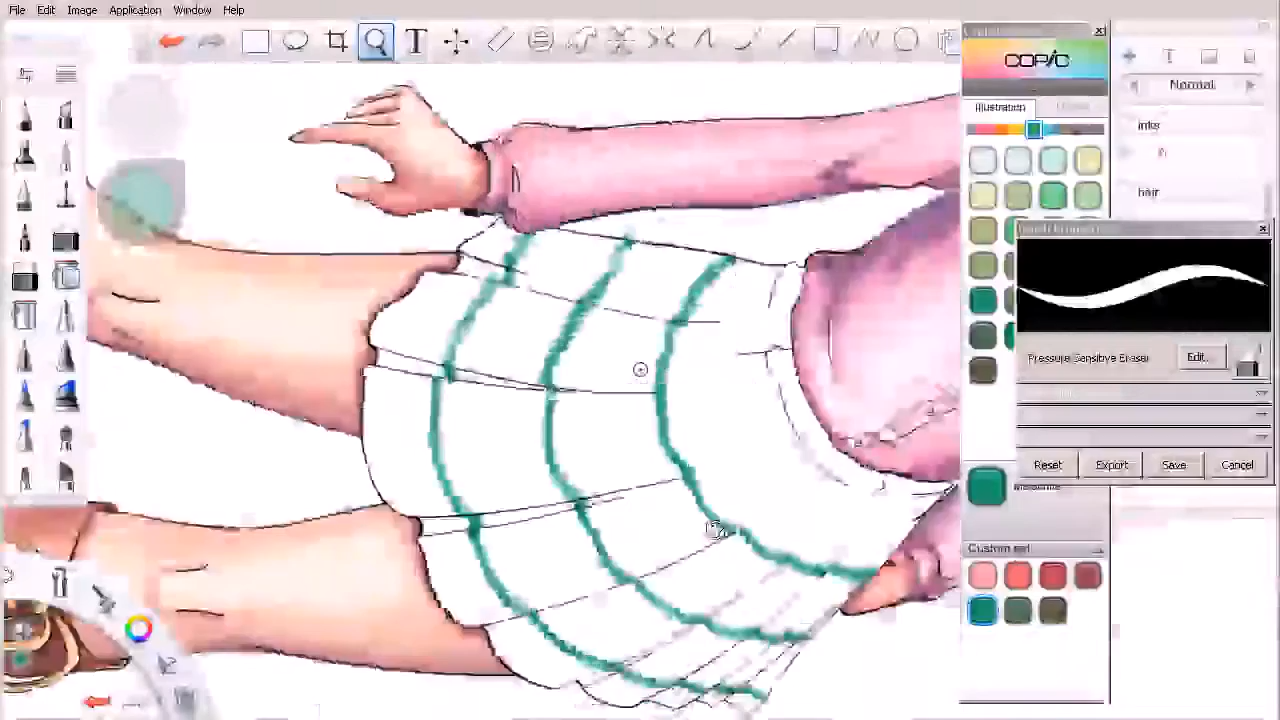 File Edit Image Application Window Help
COPIC
Illustration
Normal
inks
hair
Pressure Sensitive Eraser
Edit...
Reset Export Save Cancel
Custom set